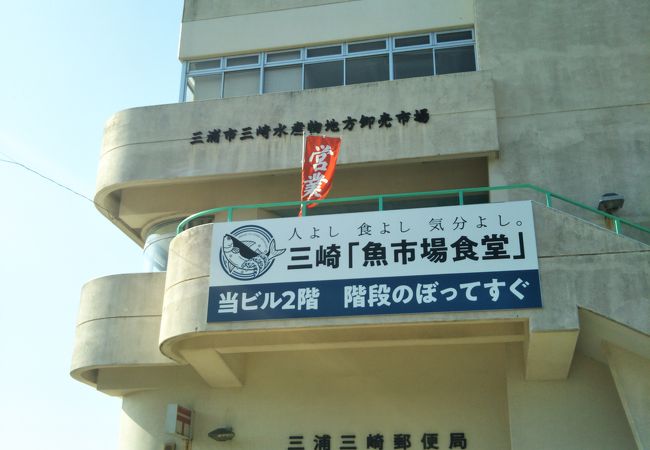 三浦市三崎水産物地方卸売市場
営業
人よし 食よし 気分よし。
三崎「魚市場食堂」
当ビル2階 階段のぼってすぐ
三浦三崎郵便局